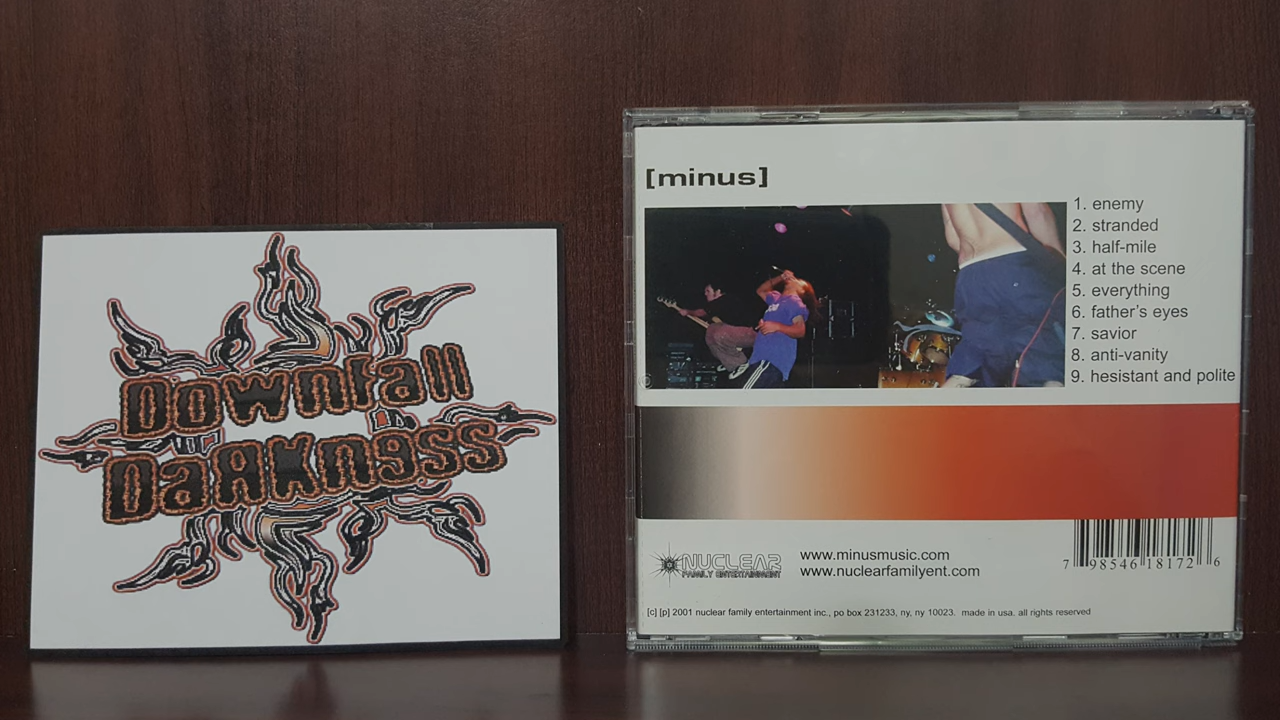 Downfall
in
DaRKn9SS
[minus]
1. enemy
2. stranded
3. half-mile
4. at the scene
5. everything
6. father's eyes
7. savior
8. anti-vanity
9. hesistant and polite
NUCLEAR
FAMILY ENTERTAINMENT
www.minusmusic.com
www.nuclearfamilyent.com
7 98546 18172 6
[c] [p] 2001 nuclear family entertainment inc., po box 231233, ny, ny 10023. made in usa. all rights reserved